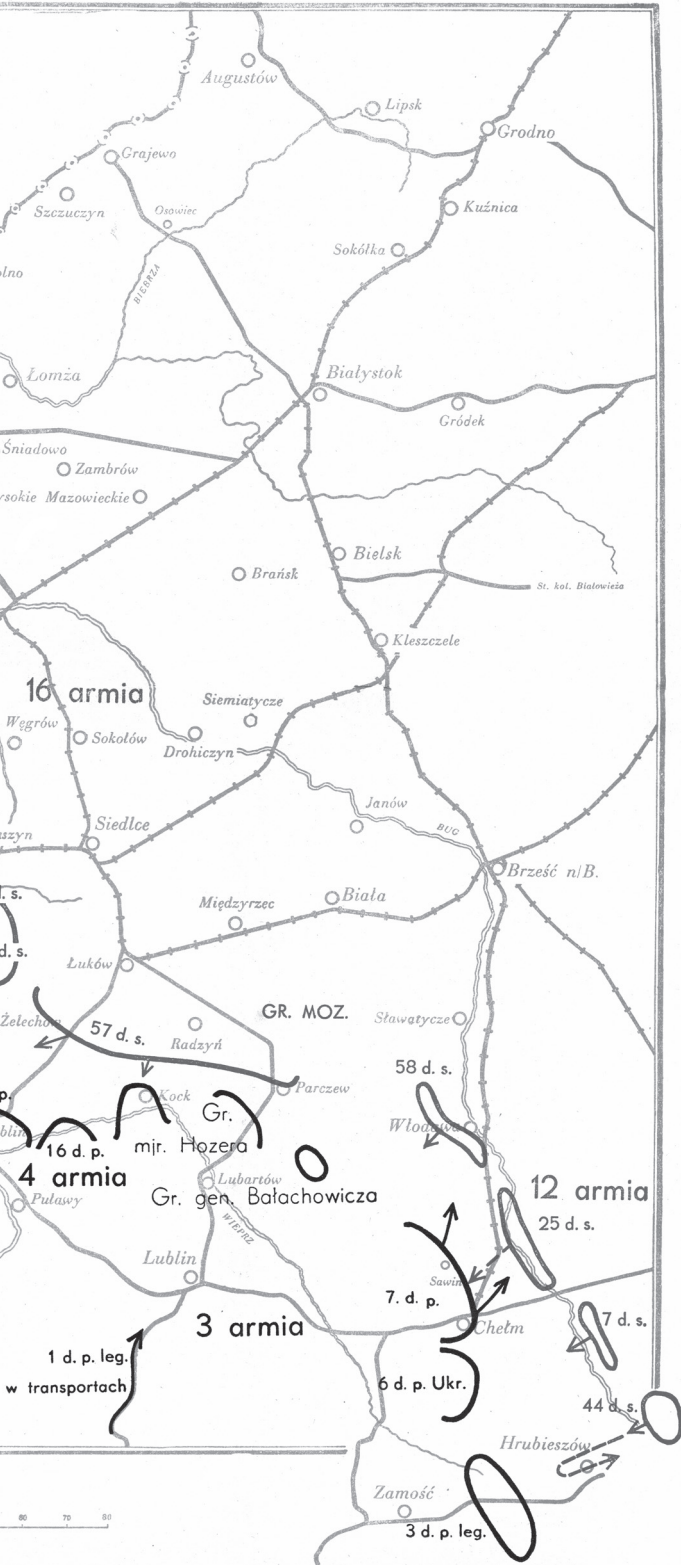 Augustów
Lipsk
Grodno
Grajewo
Szczuczyn
Osowiec
Kuźnica
Sokółka
BIEBRZA
Łomża
Białystok
Gródek
Śniadowo
Zambrów
Mazowieckie
Bielsk
Brańsk
St. kol. Białowieża
Kleszczele
16 armia
Siemiatycze
Węgrów
Sokołów
Drohiczyn
Janów
Siedlce
BUG
Brześć n/B.
Międzyrzec
Biała
d. s.
d. s.
Łuków
GR. MOZ.
Sławatycze
Żelechów
57 d. s.
Radzyń
58 d. s.
Parczew
Kock
Gr.
mjr. Hozera
Włodawa
16 d. p.
4 armia
Lubartów
Gr. gen. Bałachowicza
12 armia
25 d. s.
Puławy
WIEPRZ
Lublin
Sawin
7. d. p.
3 armia
Chełm
7 d. s.
1 d. p. leg.
w transportach
6 d. p. Ukr.
44 d. s.
Hrubieszów
Zamość
3 d. p. leg.
60 70 80